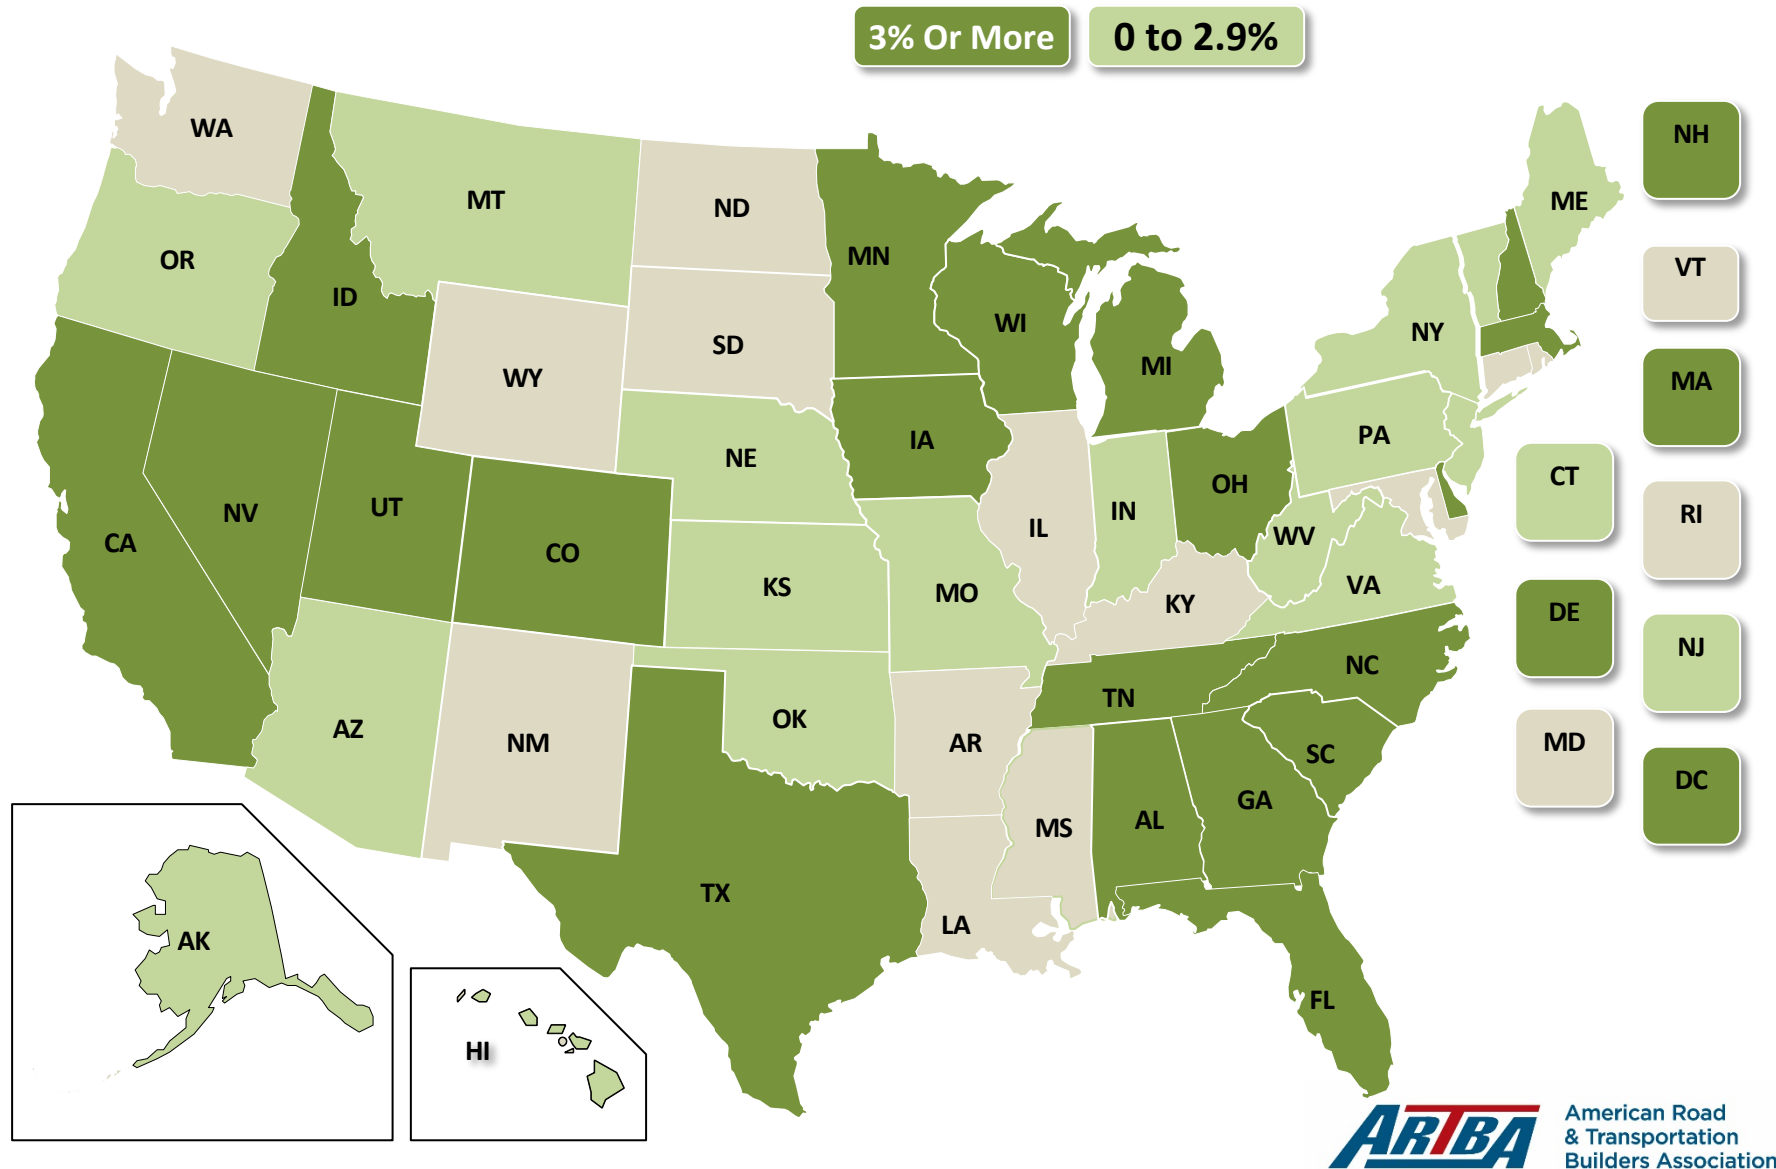 3% Or More
0 to 2.9%
WA
NH
MT
ME
ND
OR
MN
VT
ID
WI
NY
SD
MI
WY
MA
IA
PA
NE
CT
OH
UT
NV
IN
RI
IL
WV
CA
CO
KS
MO
VA
KY
DE
NJ
NC
TN
OK
AZ
NM
AR
MD
SC
DC
GA
AL
MS
TX
LA
AK
FL
HI
ARTBA
American Road
& Transportation
Builders Association